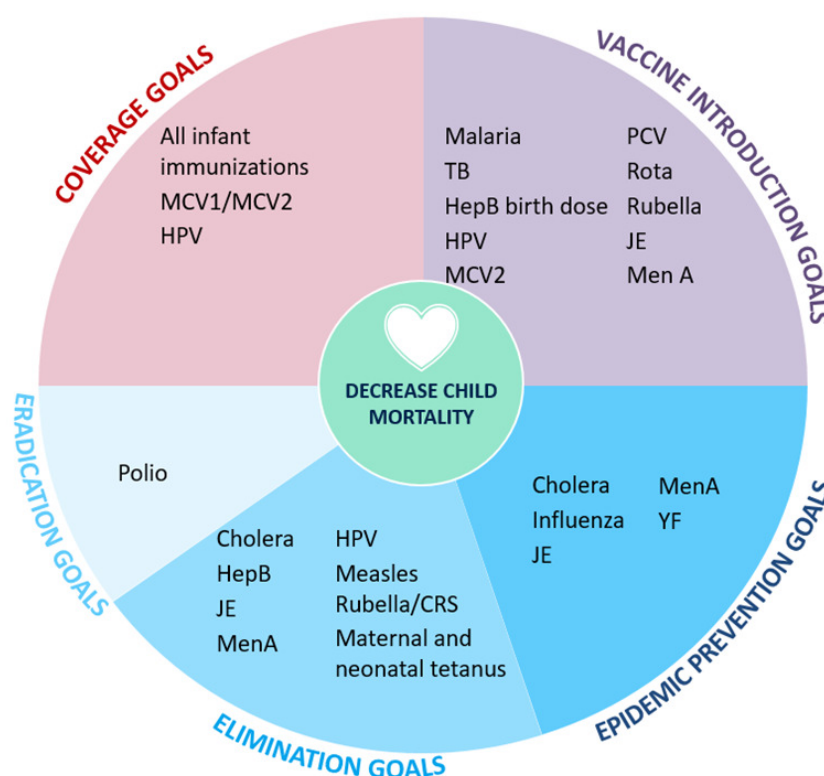 COVERAGE GOALS
All infant
immunizations
MCV1/MCV2
HPV
VACCINE INTRODUCTION GOALS
Malaria
TB
HepB birth dose
HPV
MCV2
PCV
Rota
Rubella
JE
Men A
DECREASE CHILD
MORTALITY
ERADICATION GOALS
Polio
ELIMINATION GOALS
Cholera
HepB
JE
MenA
HPV
Measles
Rubella/CRS
Maternal and
neonatal tetanus
EPIDEMIC PREVENTION GOALS
Cholera
Influenza
JE
MenA
YF